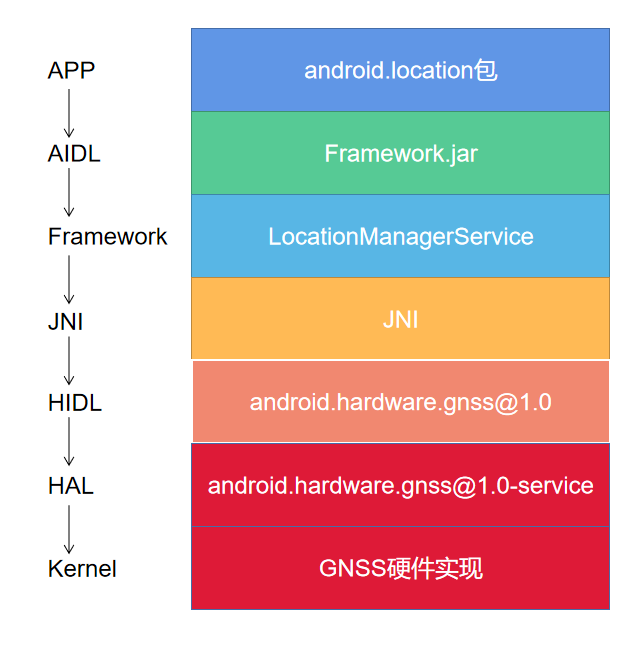 APP
android.location包
AIDL
Framework.jar
Framework
LocationManagerService
JNI
JNI
HIDL
android.hardware.gnss@1.0
HAL
android.hardware.gnss@1.0-service
Kernel
GNSS硬件实现